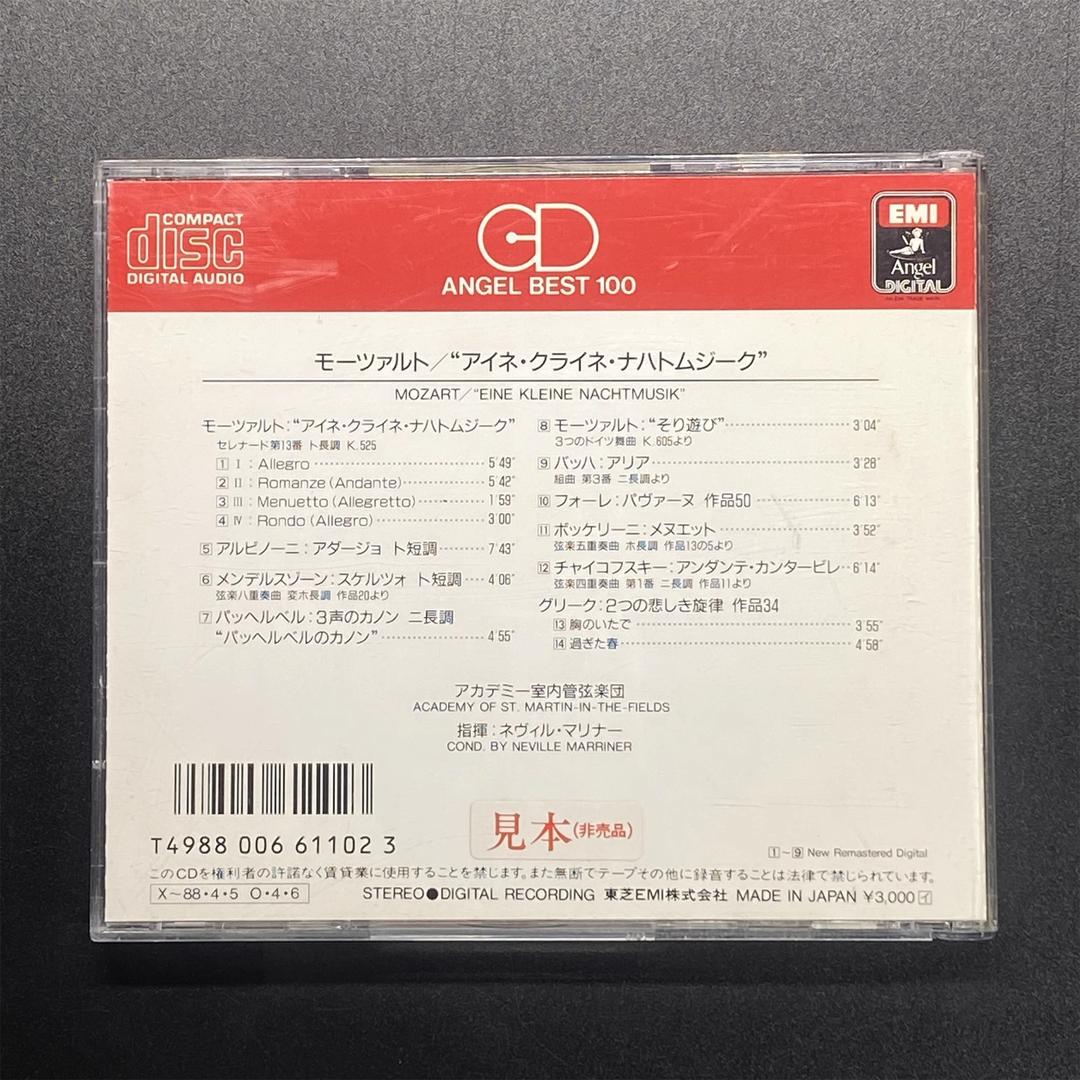 COMPACT
disc
DIGITAL AUDIO
CD
ANGEL BEST 100
EMI
Angel
DIGITAL
モーツァルト/“アイネ・クライネ・ナハトムジーク”
MOZART/“EINE KLEINE NACHTMUSIK”
モーツァルト:“アイネ・クライネ・ナハトムジーク”
セレナード第13番 ト長調 K.525
1 I : Allegro 5'49"
2 II : Romanze (Andante) 5'42"
3 III : Menuetto (Allegretto) 1'59"
4 IV : Rondo (Allegro) 3'00"
5 アルビノーニ:アダージョ ト短調 7'43"
6 メンデルスゾーン:スケルツォ ト短調 4'06"
弦楽八重奏曲 変ホ長調 作品20より
7 パッヘルベル:3声のカノン ニ長調
“パッヘルベルのカノン” 4'55"
8 モーツァルト:“そり遊び” 3'04"
3つのドイツ舞曲 K.605より
9 バッハ:アリア 3'28"
組曲 第3番 ニ長調より
10 フォーレ:パヴァーヌ 作品50 6'13"
11 ボッケリーニ:メヌエット 3'52"
弦楽五重奏曲 ホ長調 作品13の5より
12 チャイコフスキー:アンダンテ・カンタービレ 6'14"
弦楽四重奏曲 第1番 ニ長調 作品11より
グリーク:2つの悲しき旋律 作品34
13 胸のいたで 3'55"
14 過ぎた春 4'58"
アカデミー室内管弦楽団
ACADEMY OF ST. MARTIN-IN-THE-FIELDS
指揮:ネヴィル・マリナー
COND. BY NEVILLE MARRINER
T4988 006 61102 3
見本(非売品)
1~9 New Remastered Digital
このCDを権利者の許諾なく賃貸業に使用することを禁じます。また無断でテープその他に録音することは法律で禁じられています。
X~88・4・5 O・4・6
STEREO●DIGITAL RECORDING 東芝EMI株式会社 MADE IN JAPAN ¥3,000 イ